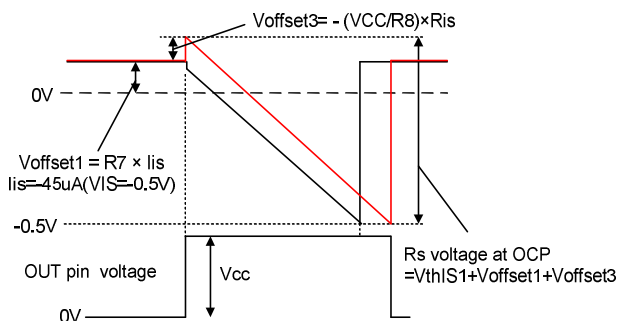 Voffset3= - (VCC/R8)×Ris
0V
Voffset1 = R7 × Iis
Iis=-45uA(VIS=-0.5V)
-0.5V
Rs voltage at OCP
=VthIS1+Voffset1+Voffset3
OUT pin voltage
Vcc
0V